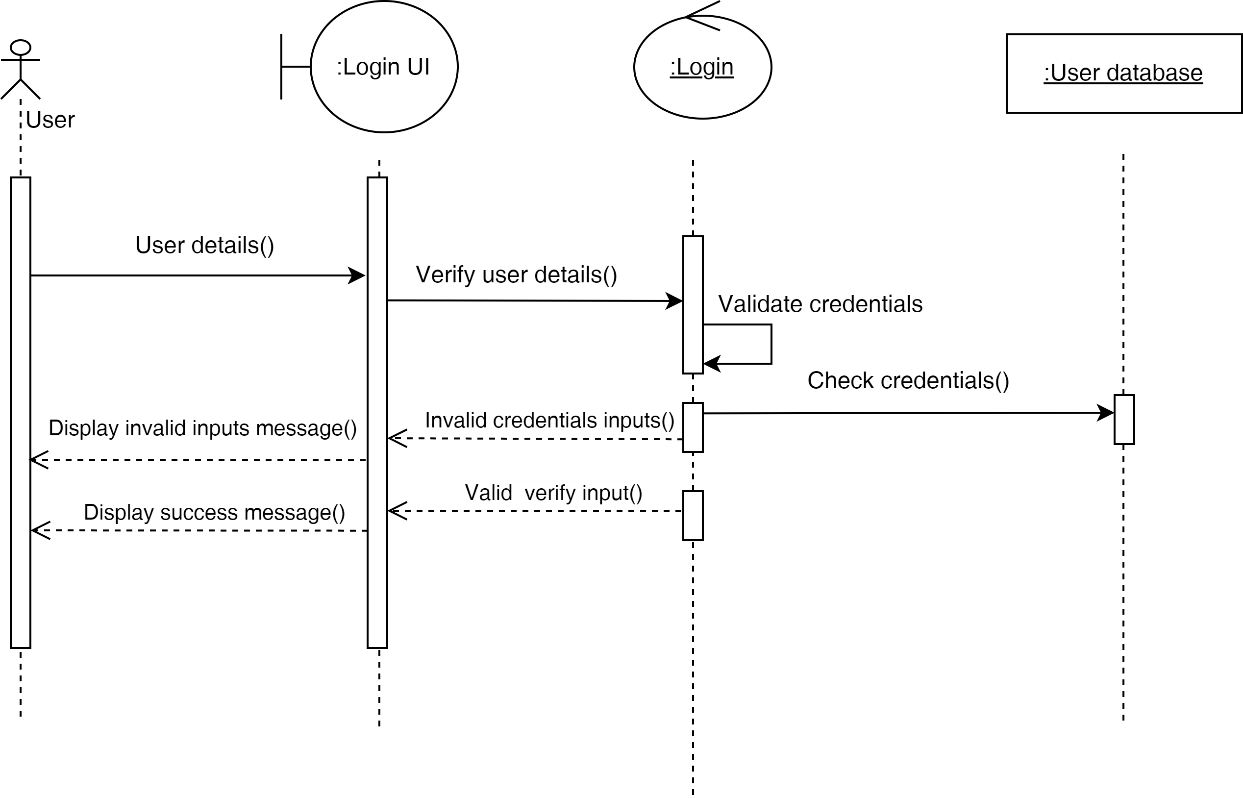 :Login UI
:Login
:User database
User
User details()
Verify user details()
Validate credentials
Check credentials()
Invalid credentials inputs()
Display invalid inputs message()
Valid  verify input()
Display success message()